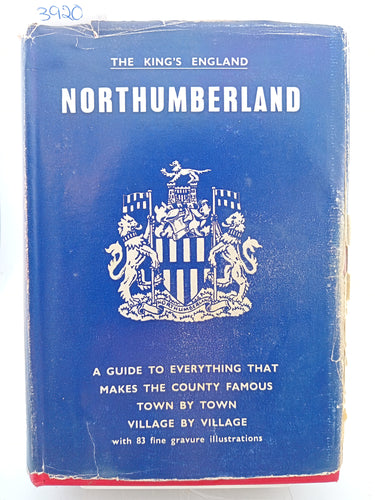 3920
THE KING'S ENGLAND
NORTHUMBERLAND
A GUIDE TO EVERYTHING THAT
MAKES THE COUNTY FAMOUS
TOWN BY TOWN
VILLAGE BY VILLAGE
with 83 fine gravure illustrations